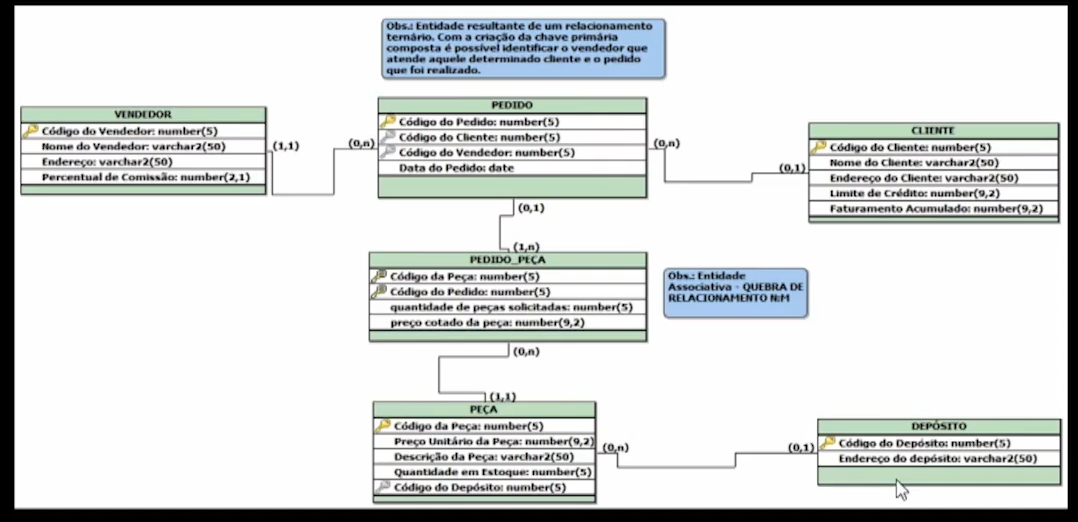 Obs.: Entidade resultante de um relacionamento
ternário. Com a criação da chave primária
composta é possível identificar o vendedor que
atende aquele determinado cliente e o pedido
que foi realizado.
VENDEDOR
Código do Vendedor: number(5)
Nome do Vendedor: varchar2(50)
Endereço: varchar2(50)
Percentual de Comissão: number(2,1)
(1,1)
(0,n)
PEDIDO
Código do Pedido: number(5)
Código do Cliente: number(5)
Código do Vendedor: number(5)
Data do Pedido: date
(0,n)
(0,1)
CLIENTE
Código do Cliente: number(5)
Nome do Cliente: varchar2(50)
Endereço do Cliente: varchar2(50)
Limite de Crédito: number(9,2)
Faturamento Acumulado: number(9,2)
(0,1)
(1,n)
PEDIDO_PEÇA
Código da Peça: number(5)
Código do Pedido: number(5)
quantidade de peças solicitadas: number(5)
preço cotado da peça: number(9,2)
Obs.: Entidade
Associativa - QUEBRA DE
RELACIONAMENTO N:M
(0,n)
(1,1)
PEÇA
Código da Peça: number(5)
Preço Unitário da Peça: number(9,2)
Descrição da Peça: varchar2(50)
Quantidade em Estoque: number(5)
Código do Depósito: number(5)
(0,n)
(0,1)
DEPÓSITO
Código do Depósito: number(5)
Endereço do depósito: varchar2(50)